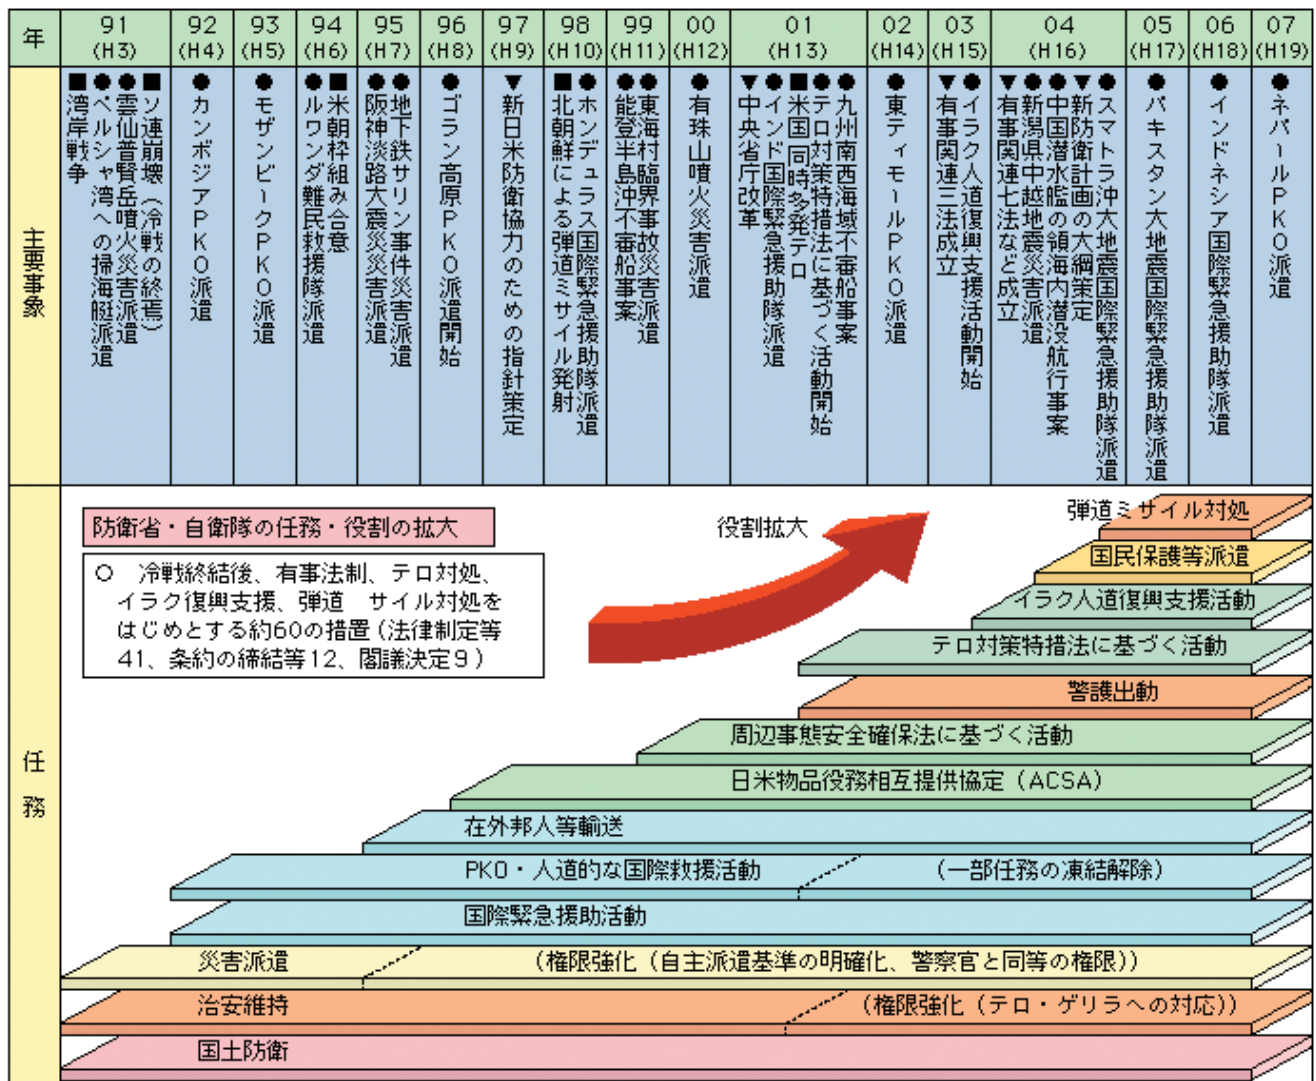 年
91
(H3)
92
(H4)
93
(H5)
94
(H6)
95
(H7)
96
(H8)
97
(H9)
98
(H10)
99
(H11)
00
(H12)
01
(H13)
02
(H14)
03
(H15)
04
(H16)
05
(H17)
06
(H18)
07
(H19)
主要事象
■湾岸戦争
●ペルシャ湾への掃海艇派遣
●雲仙普賢岳噴火災害派遣
■ソ連崩壊（冷戦の終焉）
●カンボジアPKO派遣
●モザンビークPKO派遣
●ルワンダ難民救援隊派遣
■米朝枠組み合意
●阪神淡路大震災災害派遣
●地下鉄サリン事件災害派遣
●ゴラン高原PKO派遣開始
▼新日米防衛協力のための指針策定
■北朝鮮による弾道ミサイル発射
●ホンデュラス国際緊急援助隊派遣
●能登半島沖不審船事案
●東海村臨界事故災害派遣
●有珠山噴火災害派遣
▼中央省庁改革
●インド国際緊急援助隊派遣
■米国同時多発テロ
●テロ対策特措法に基づく活動開始
●九州南西海域不審船事案
●東ティモールPKO派遣
▼有事関連三法成立
●イラク人道復興支援活動開始
▼有事関連七法など成立
●新潟県中越地震災害派遣
●中国潜水艦の領海内潜没航行事案
▼新防衛計画の大綱策定
●スマトラ沖大地震国際緊急援助隊派遣
●パキスタン大地震国際緊急援助隊派遣
●インドネシア国際緊急援助隊派遣
●ネパールPKO派遣
任務
防衛省・自衛隊の任務・役割の拡大
○ 冷戦終結後、有事法制、テロ対処、
イラク復興支援、弾道 サイル対処を
はじめとする約60の措置（法律制定等
41、条約の締結等12、閣議決定9）
役割拡大
弾道ミサイル対処
国民保護等派遣
イラク人道復興支援活動
テロ対策特措法に基づく活動
警護出動
周辺事態安全確保法に基づく活動
日米物品役務相互提供協定（ACSA）
在外邦人等輸送
PKO・人道的な国際救援活動 （一部任務の凍結解除）
国際緊急援助活動
災害派遣 （権限強化（自主派遣基準の明確化、警察官と同等の権限））
治安維持 （権限強化（テロ・ゲリラへの対応））
国土防衛